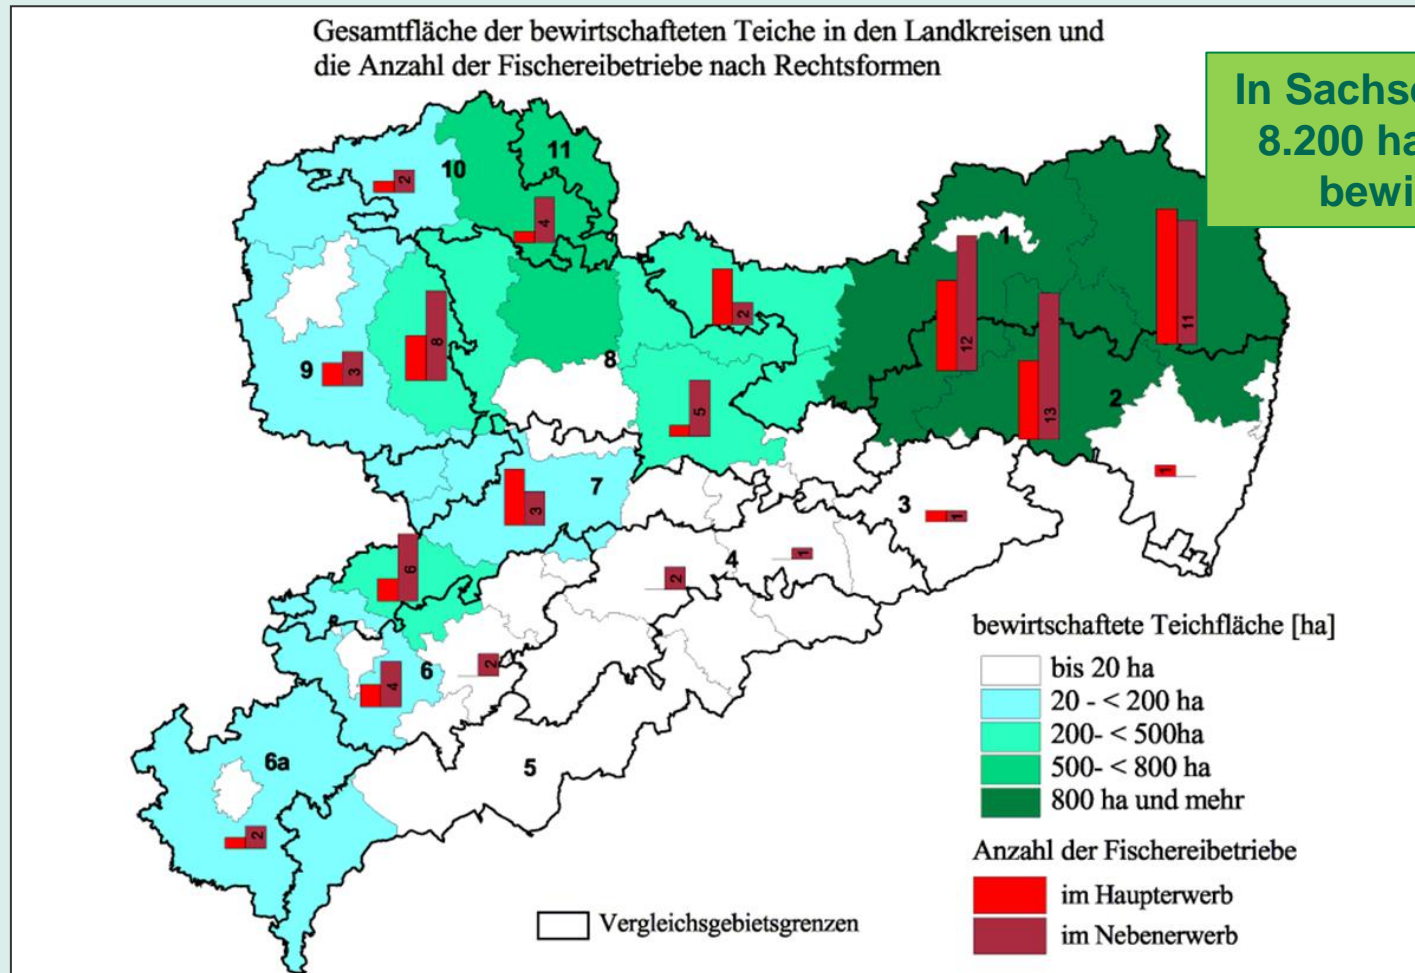 Gesamtfläche der bewirtschafteten Teiche in den Landkreisen und
die Anzahl der Fischereibetriebe nach Rechtsformen
In Sachse
8.200 ha
bewi
11
10
2
4
1
2
12
11
8
8
9
3
13
2
5
1
7
3
3
1
4
1
2
6
6
2
4
6a
5
2
bewirtschaftete Teichfläche [ha]
bis 20 ha
20 - < 200 ha
200- < 500ha
500- < 800 ha
800 ha und mehr
Anzahl der Fischereibetriebe
im Haupterwerb
im Nebenerwerb
Vergleichsgebietsgrenzen